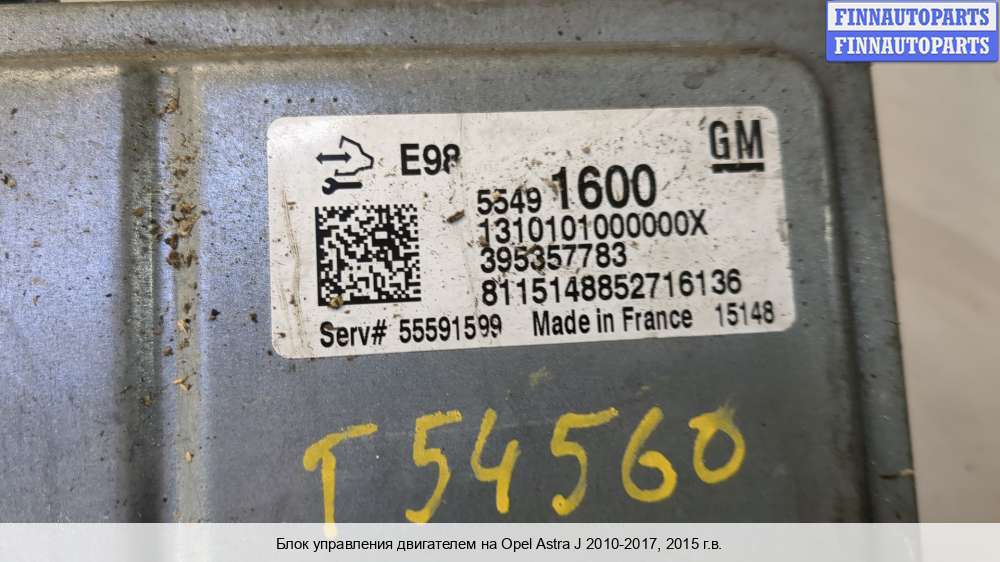 FINNAUTOPARTS
FINNAUTOPARTS
E98
GM
5549 1600
1310101000000X
395357783
8115148852716136
Serv# 55591599 Made in France 15148
T 54560
Блок управления двигателем на Opel Astra J 2010-2017, 2015 г.в.